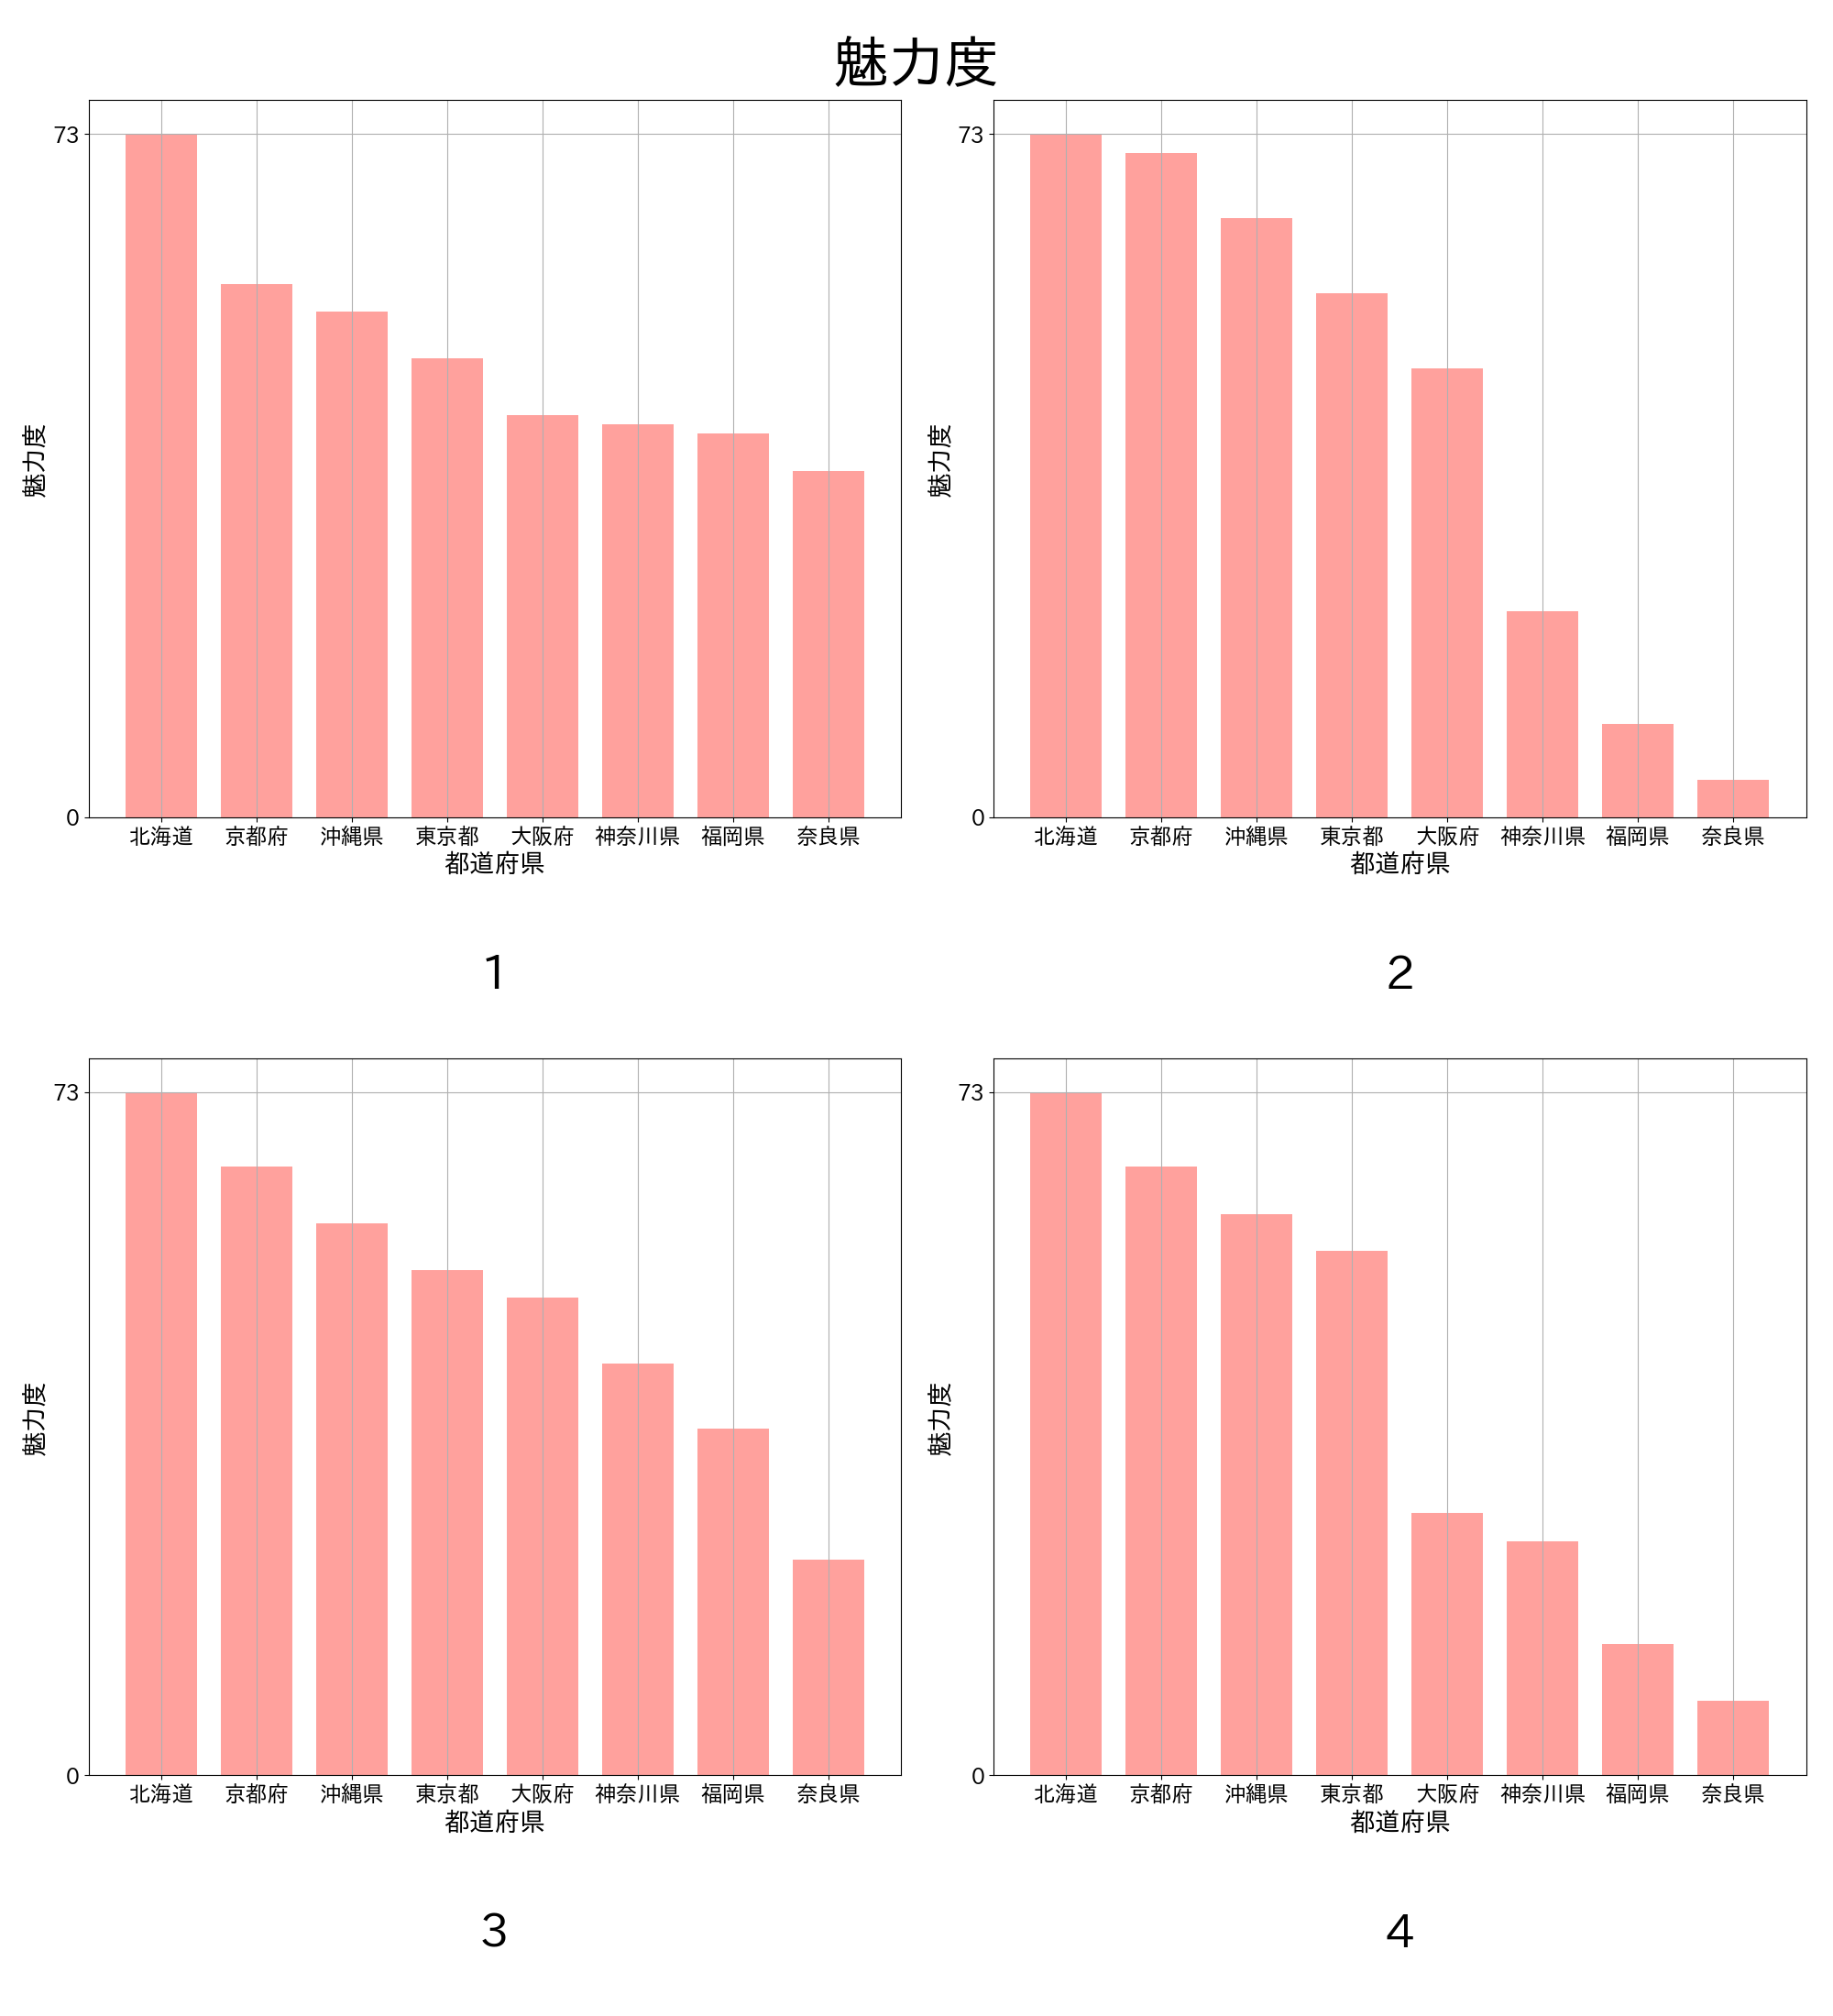 魅力度
73
0
魅力度
北海道 京都府 沖縄県 東京都 大阪府 神奈川県 福岡県 奈良県
都道府県
1
73
0
魅力度
北海道 京都府 沖縄県 東京都 大阪府 神奈川県 福岡県 奈良県
都道府県
2
73
0
魅力度
北海道 京都府 沖縄県 東京都 大阪府 神奈川県 福岡県 奈良県
都道府県
3
73
0
魅力度
北海道 京都府 沖縄県 東京都 大阪府 神奈川県 福岡県 奈良県
都道府県
4